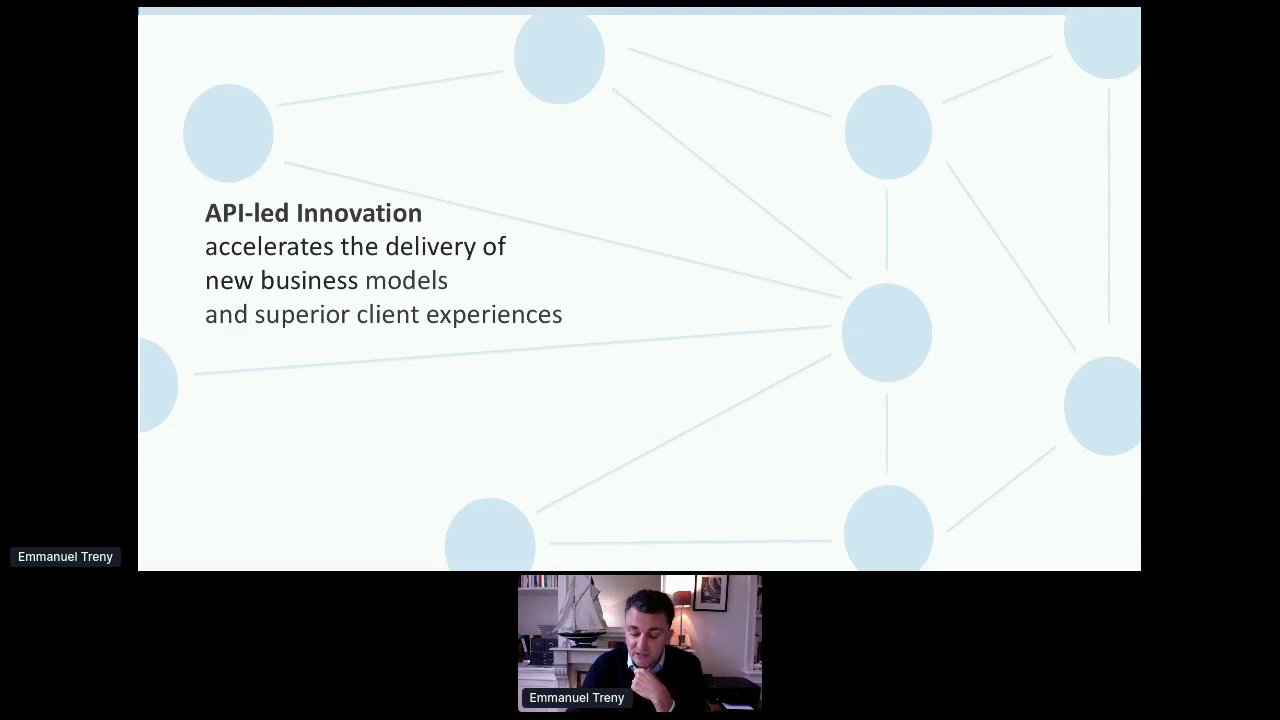 API-led Innovation
accelerates the delivery of
new business models
and superior client experiences
Emmanuel Treny
Emmanuel Treny